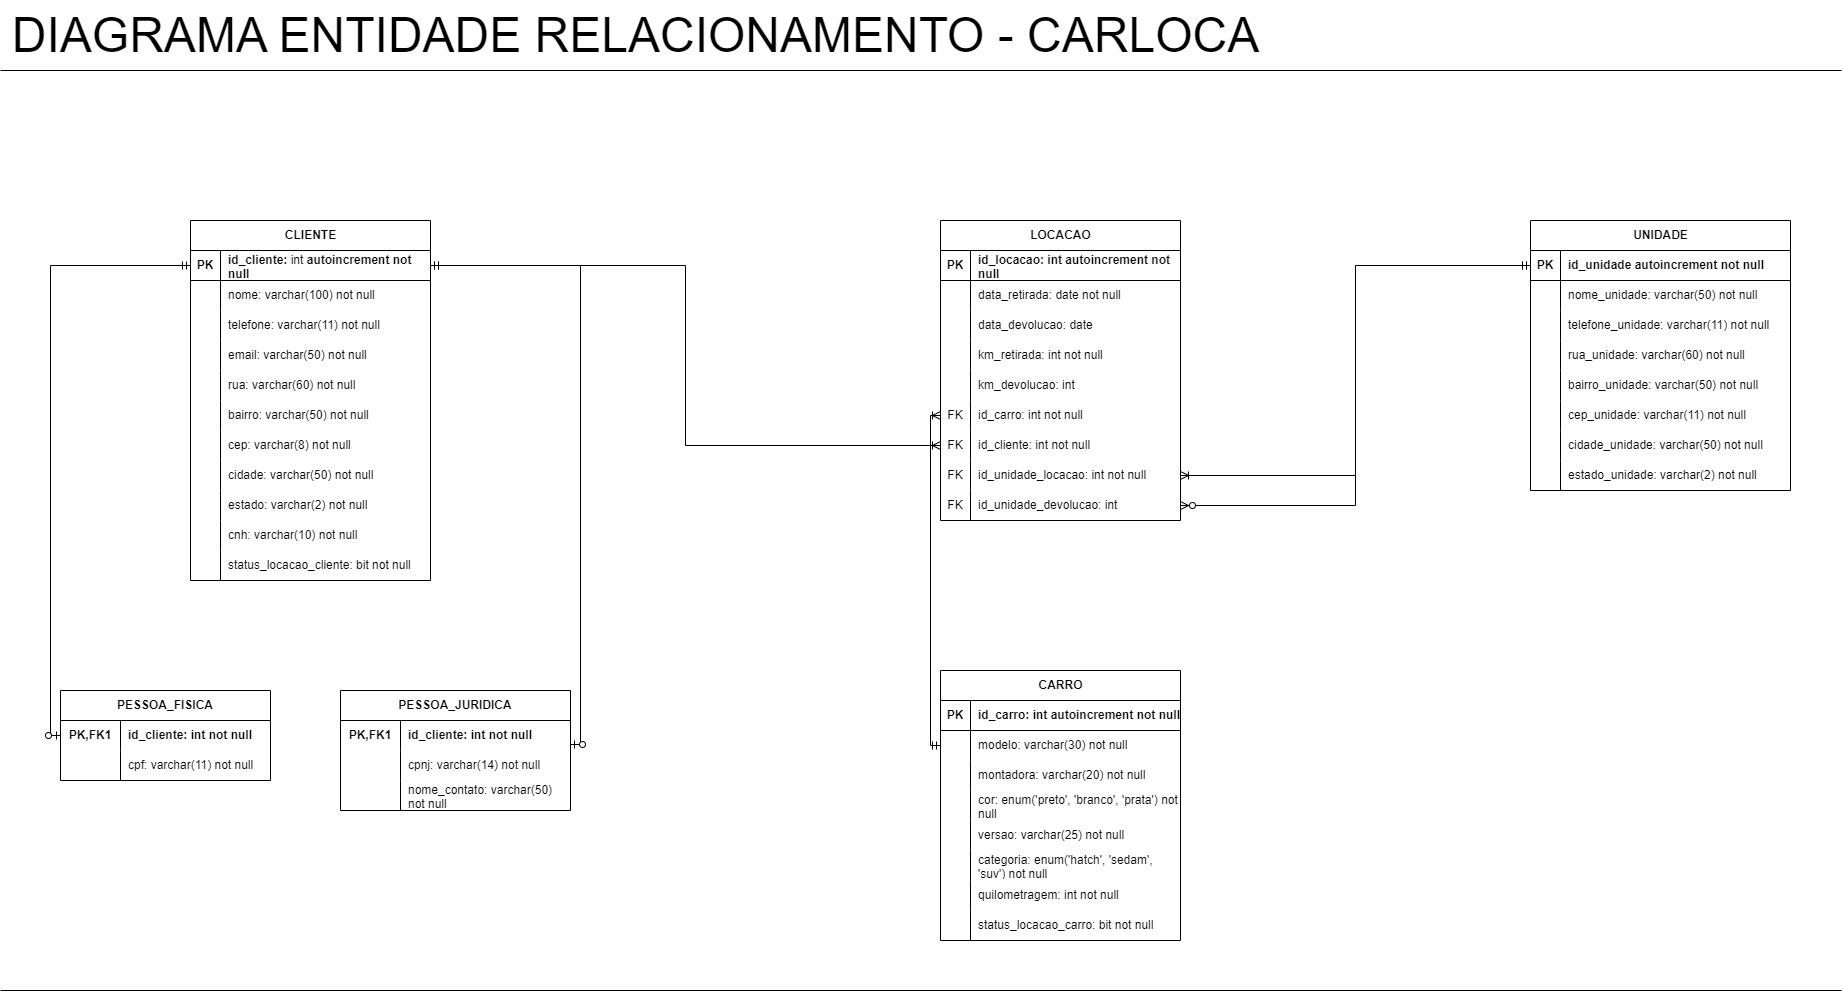 DIAGRAMA ENTIDADE RELACIONAMENTO - CARLOCA
CLIENTE
PK
id_cliente: int autoincrement not
null
nome: varchar(100) not null
telefone: varchar(11) not null
email: varchar(50) not null
rua: varchar(60) not null
bairro: varchar(50) not null
cep: varchar(8) not null
cidade: varchar(50) not null
estado: varchar(2) not null
cnh: varchar(10) not null
status_locacao_cliente: bit not null
LOCACAO
PK
id_locacao: int autoincrement not
null
data_retirada: date not null
data_devolucao: date
km_retirada: int not null
km_devolucao: int
FK id_carro: int not null
FK id_cliente: int not null
FK id_unidade_locacao: int not null
FK id_unidade_devolucao: int
UNIDADE
PK id_unidade autoincrement not null
nome_unidade: varchar(50) not null
telefone_unidade: varchar(11) not null
rua_unidade: varchar(60) not null
bairro_unidade: varchar(50) not null
cep_unidade: varchar(11) not null
cidade_unidade: varchar(50) not null
estado_unidade: varchar(2) not null
PESSOA_FISICA
PK,FK1 id_cliente: int not null
cpf: varchar(11) not null
PESSOA_JURIDICA
PK,FK1 id_cliente: int not null
cpnj: varchar(14) not null
nome_contato: varchar(50)
not null
CARRO
PK id_carro: int autoincrement not null
modelo: varchar(30) not null
montadora: varchar(20) not null
cor: enum('preto', 'branco', 'prata') not
null
versao: varchar(25) not null
categoria: enum('hatch', 'sedam',
'suv') not null
quilometragem: int not null
status_locacao_carro: bit not null